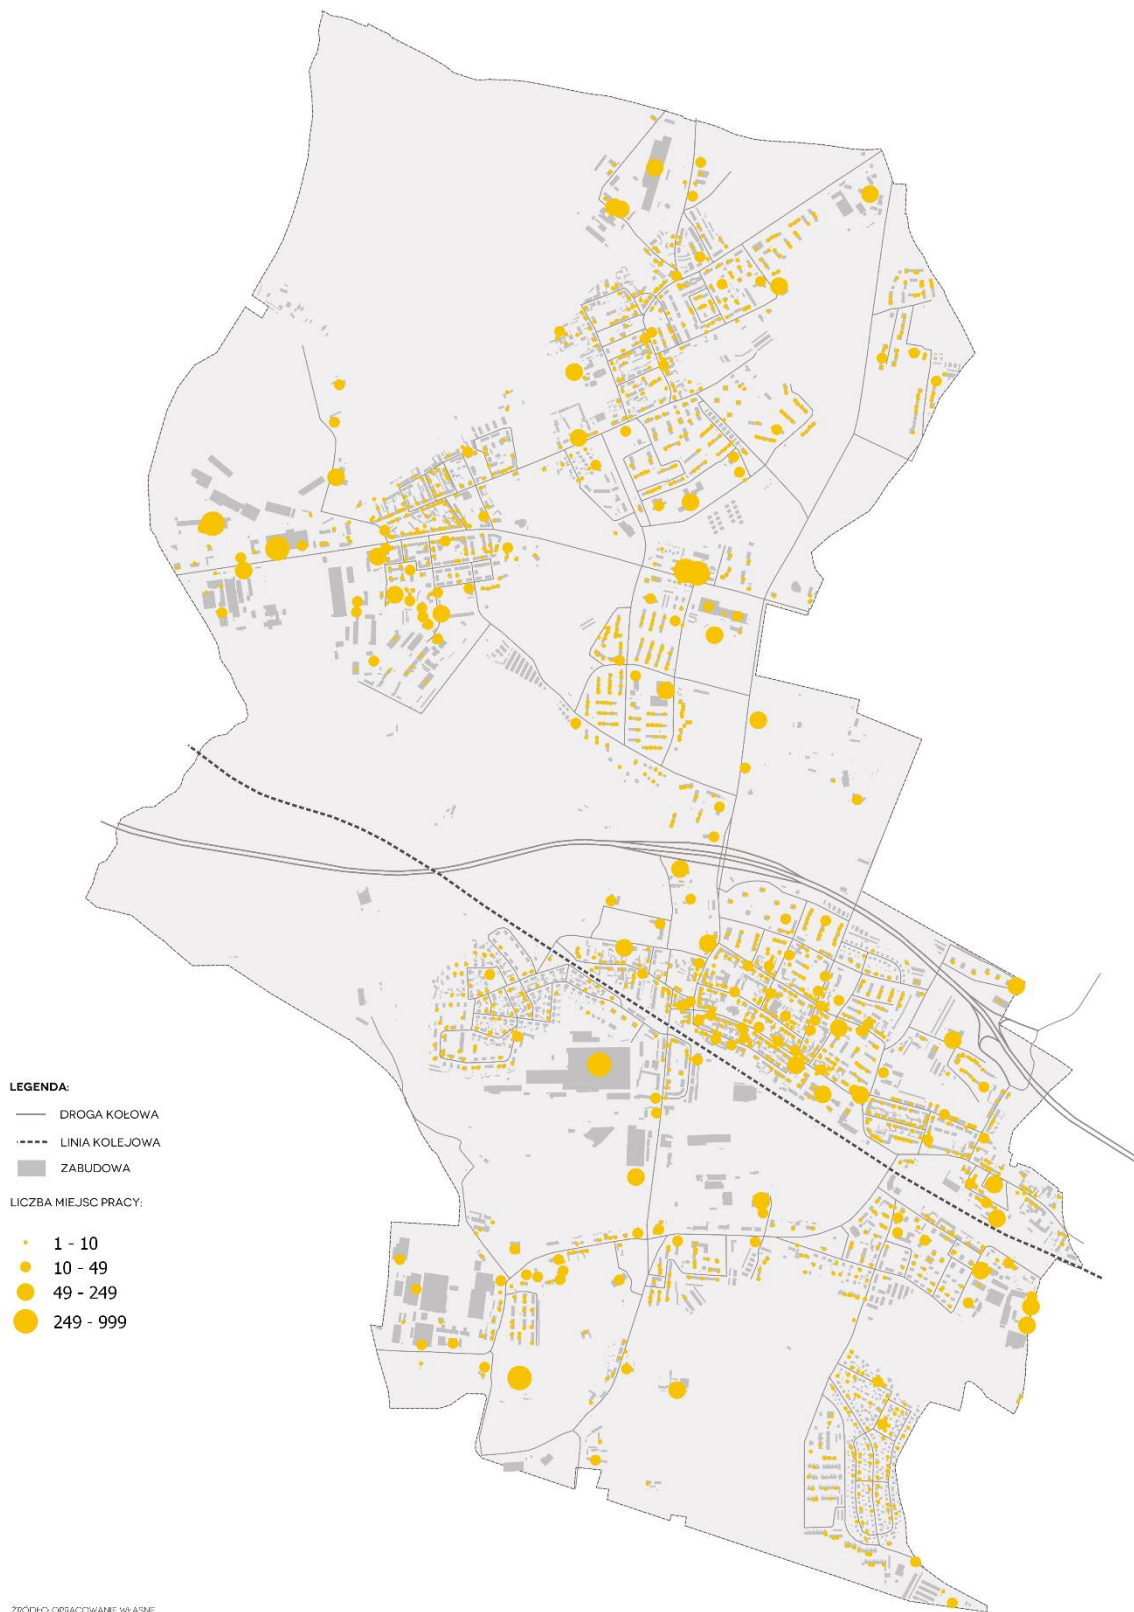 LEGENDA:
DROGA KOŁOWA
LINIA KOLEJOWA
ZABUDOWA
LICZBA MIEJSC PRACY:
1 - 10
10 - 49
49 - 249
249 - 999
ŹRÓDŁO: OPRACOWANIE WŁASNE